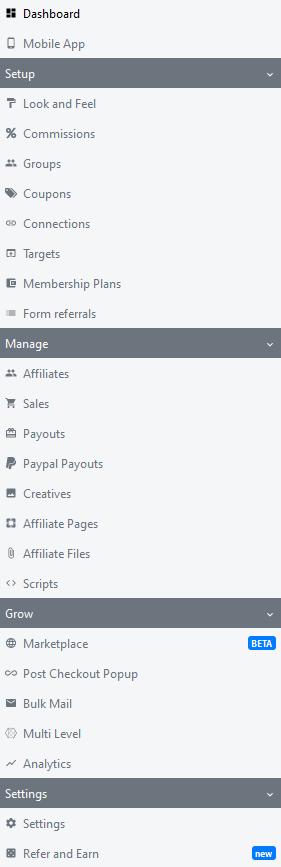 Dashboard
Mobile App
Setup
Look and Feel
Commissions
Groups
Coupons
Connections
Targets
Membership Plans
Form referrals
Manage
Affiliates
Sales
Payouts
Paypal Payouts
Creatives
Affiliate Pages
Affiliate Files
Scripts
Grow
Marketplace BETA
Post Checkout Popup
Bulk Mail
Multi Level
Analytics
Settings
Settings
Refer and Earn new